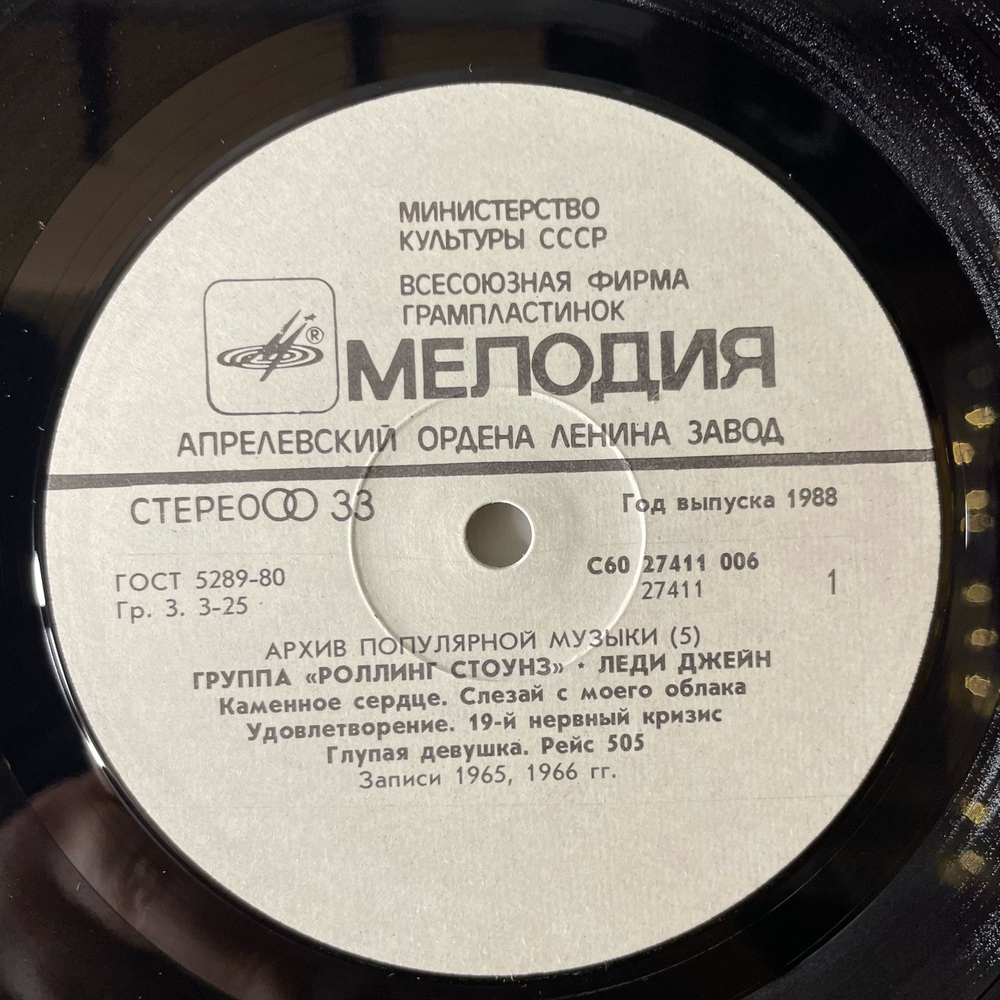 МИНИСТЕРСТВО
КУЛЬТУРЫ СССР
ВСЕСОЮЗНАЯ ФИРМА
ГРАМПЛАСТИНОК
®
МЕЛОДИЯ
АПРЕЛЕВСКИЙ ОРДЕНА ЛЕНИНА ЗАВОД
СТЕРЕО 33
Год выпуска 1988
ГОСТ 5289-80
Гр. 3. 3-25
С60 27411 006
27411
1
АРХИВ ПОПУЛЯРНОЙ МУЗЫКИ (5)
ГРУППА «РОЛЛИНГ СТОУНЗ» • ЛЕДИ ДЖЕЙН
Каменное сердце. Слезай с моего облака
Удовлетворение. 19-й нервный кризис
Глупая девушка. Рейс 505
Записи 1965, 1966 гг.